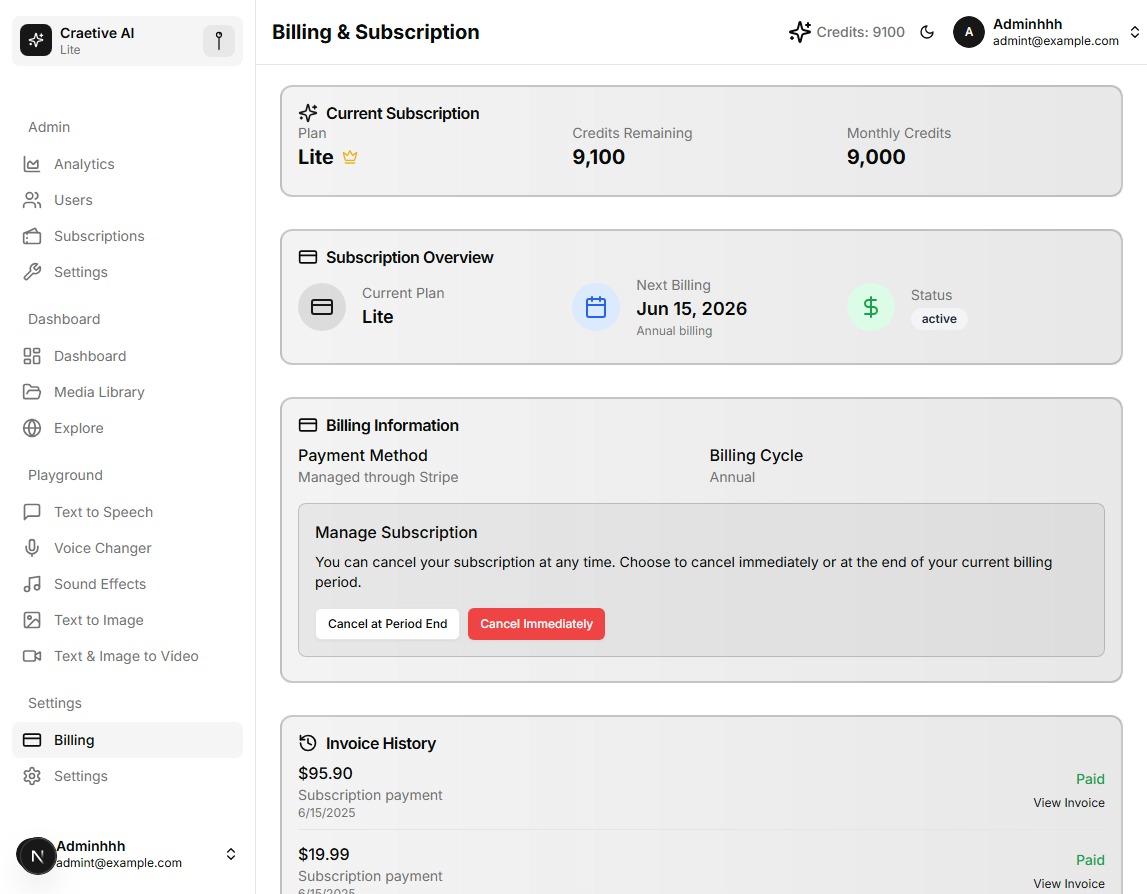 Craetive AI
Lite
Admin
Analytics
Users
Subscriptions
Settings
Dashboard
Dashboard
Media Library
Explore
Playground
Text to Speech
Voice Changer
Sound Effects
Text to Image
Text & Image to Video
Settings
Billing
Settings
N
Adminhhh
admint@example.com
Billing & Subscription
Credits: 9100
A
Adminhhh
admint@example.com
Current Subscription
Plan
Lite
Credits Remaining
9,100
Monthly Credits
9,000
Subscription Overview
Current Plan
Lite
Next Billing
Jun 15, 2026
Annual billing
Status
active
Billing Information
Payment Method
Managed through Stripe
Billing Cycle
Annual
Manage Subscription
You can cancel your subscription at any time. Choose to cancel immediately or at the end of your current billing
period.
Cancel at Period End
Cancel Immediately
Invoice History
$95.90
Subscription payment
6/15/2025
Paid
View Invoice
$19.99
Subscription payment
6/15/2025
Paid
View Invoice